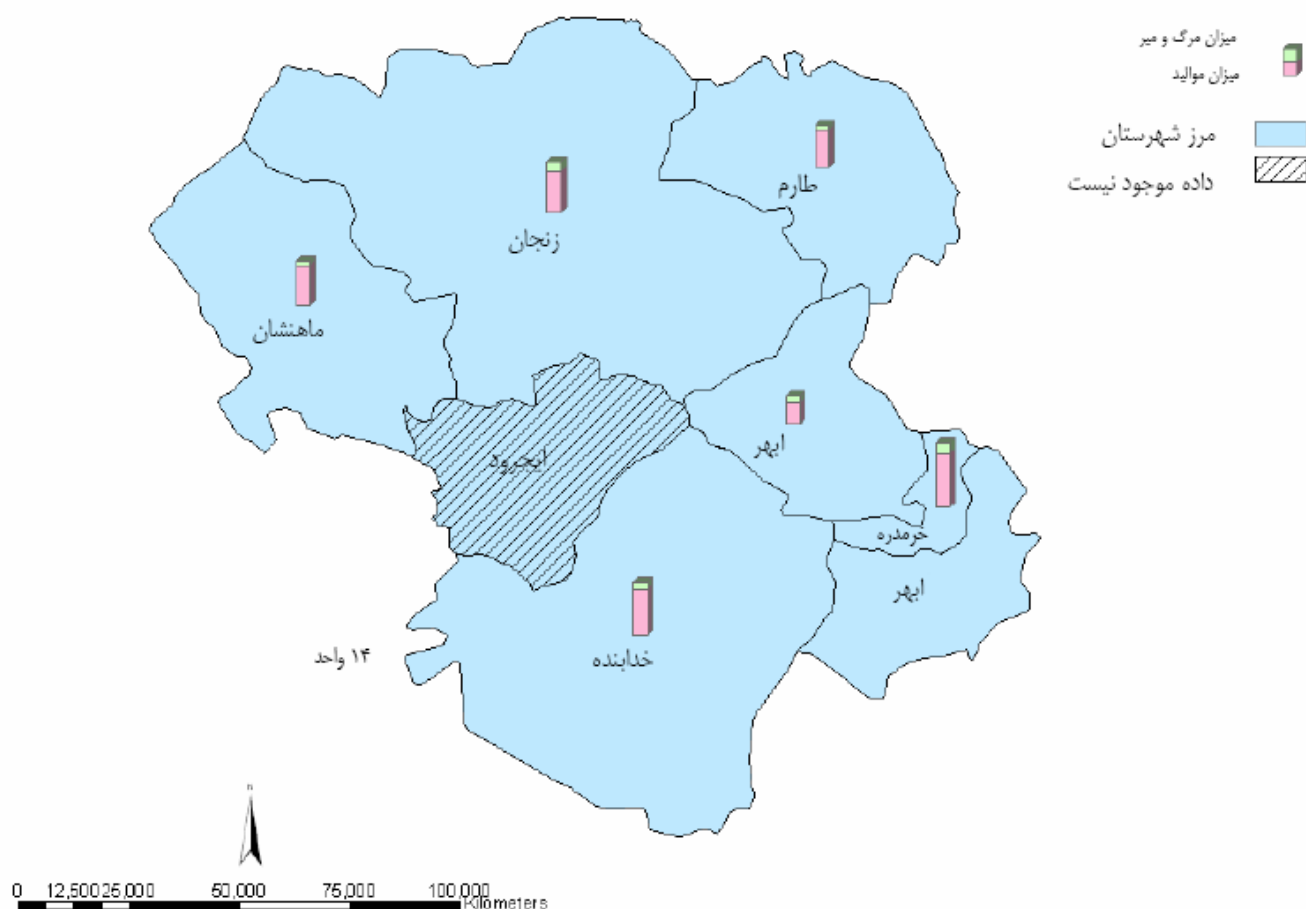 میزان مرگ و میر
میزان موالید
مرز شهرستان
داده موجود نیست
طارم
زنجان
ماهنشان
ابهر
ایجرود
خرمدره
ابهر
خدابنده
۱۴ واحد
n
0 12,500 25,000 50,000 75,000 100,000
Kilometers